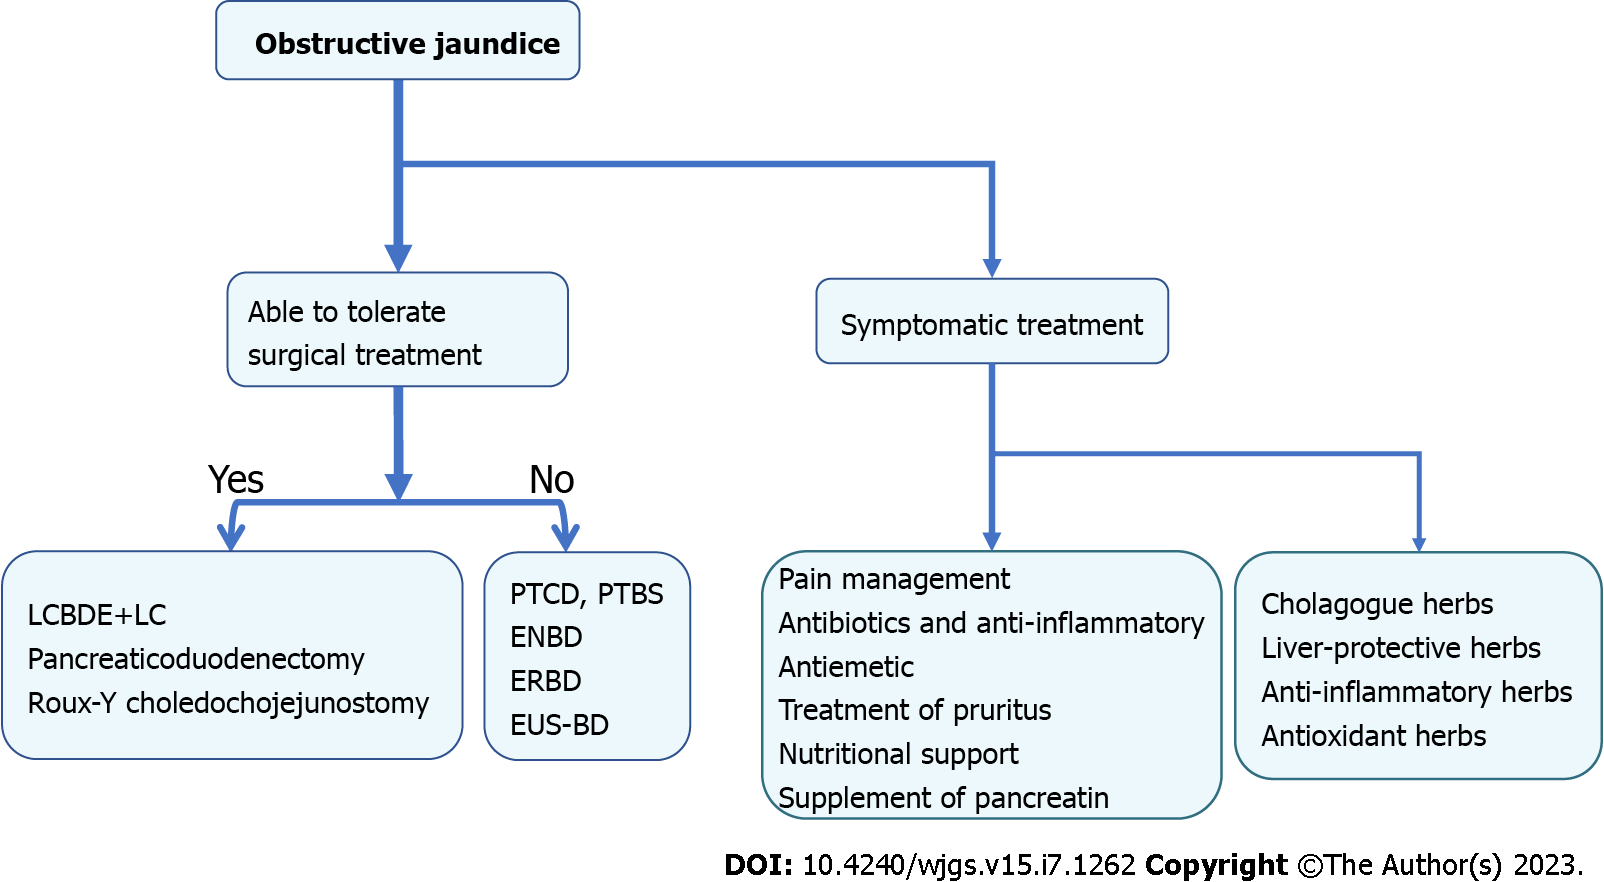 Obstructive jaundice
Able to tolerate
surgical treatment
Symptomatic treatment
Yes
No
LCBDE+LC
Pancreaticoduodenectomy
Roux-Y choledochojejunostomy
PTCD, PTBS
ENBD
ERBD
EUS-BD
Pain management
Antibiotics and anti-inflammatory
Antiemetic
Treatment of pruritus
Nutritional support
Supplement of pancreatin
Cholagogue herbs
Liver-protective herbs
Anti-inflammatory herbs
Antioxidant herbs
DOI: 10.4240/wjgs.v15.i7.1262 Copyright ©The Author(s) 2023.